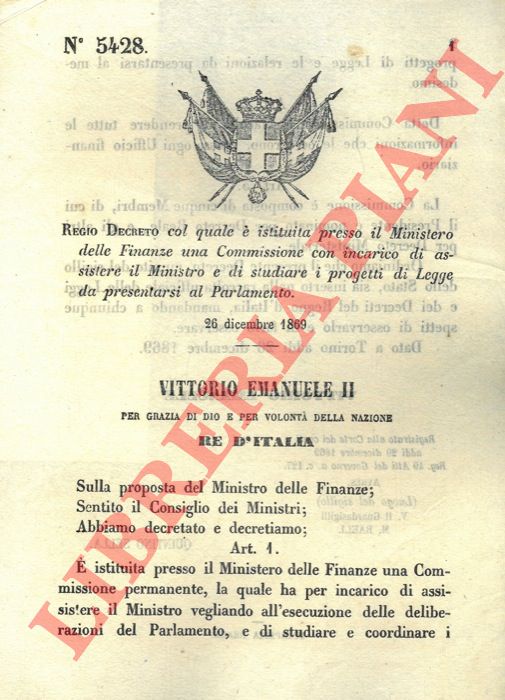 N° 5428.
1
REGIO DECRETO col quale è istituita presso il Ministero
delle Finanze una Commissione con incarico di as-
sistere il Ministro e di studiare i progetti di Legge
da presentarsi al Parlamento.
26 dicembre 1869
VITTORIO EMANUELE II
PER GRAZIA DI DIO E PER VOLONTÀ DELLA NAZIONE
RE D'ITALIA
Sulla proposta del Ministro delle Finanze;
Sentito il Consiglio dei Ministri;
Abbiamo decretato e decretiamo:
Art. 1.
È istituita presso il Ministero delle Finanze una Com-
missione permanente, la quale ha per incarico di assi-
sistere il Ministro vegliando all'esecuzione delle delibe-
razioni del Parlamento, e di studiare e coordinare i
LIBRERIA PIANI